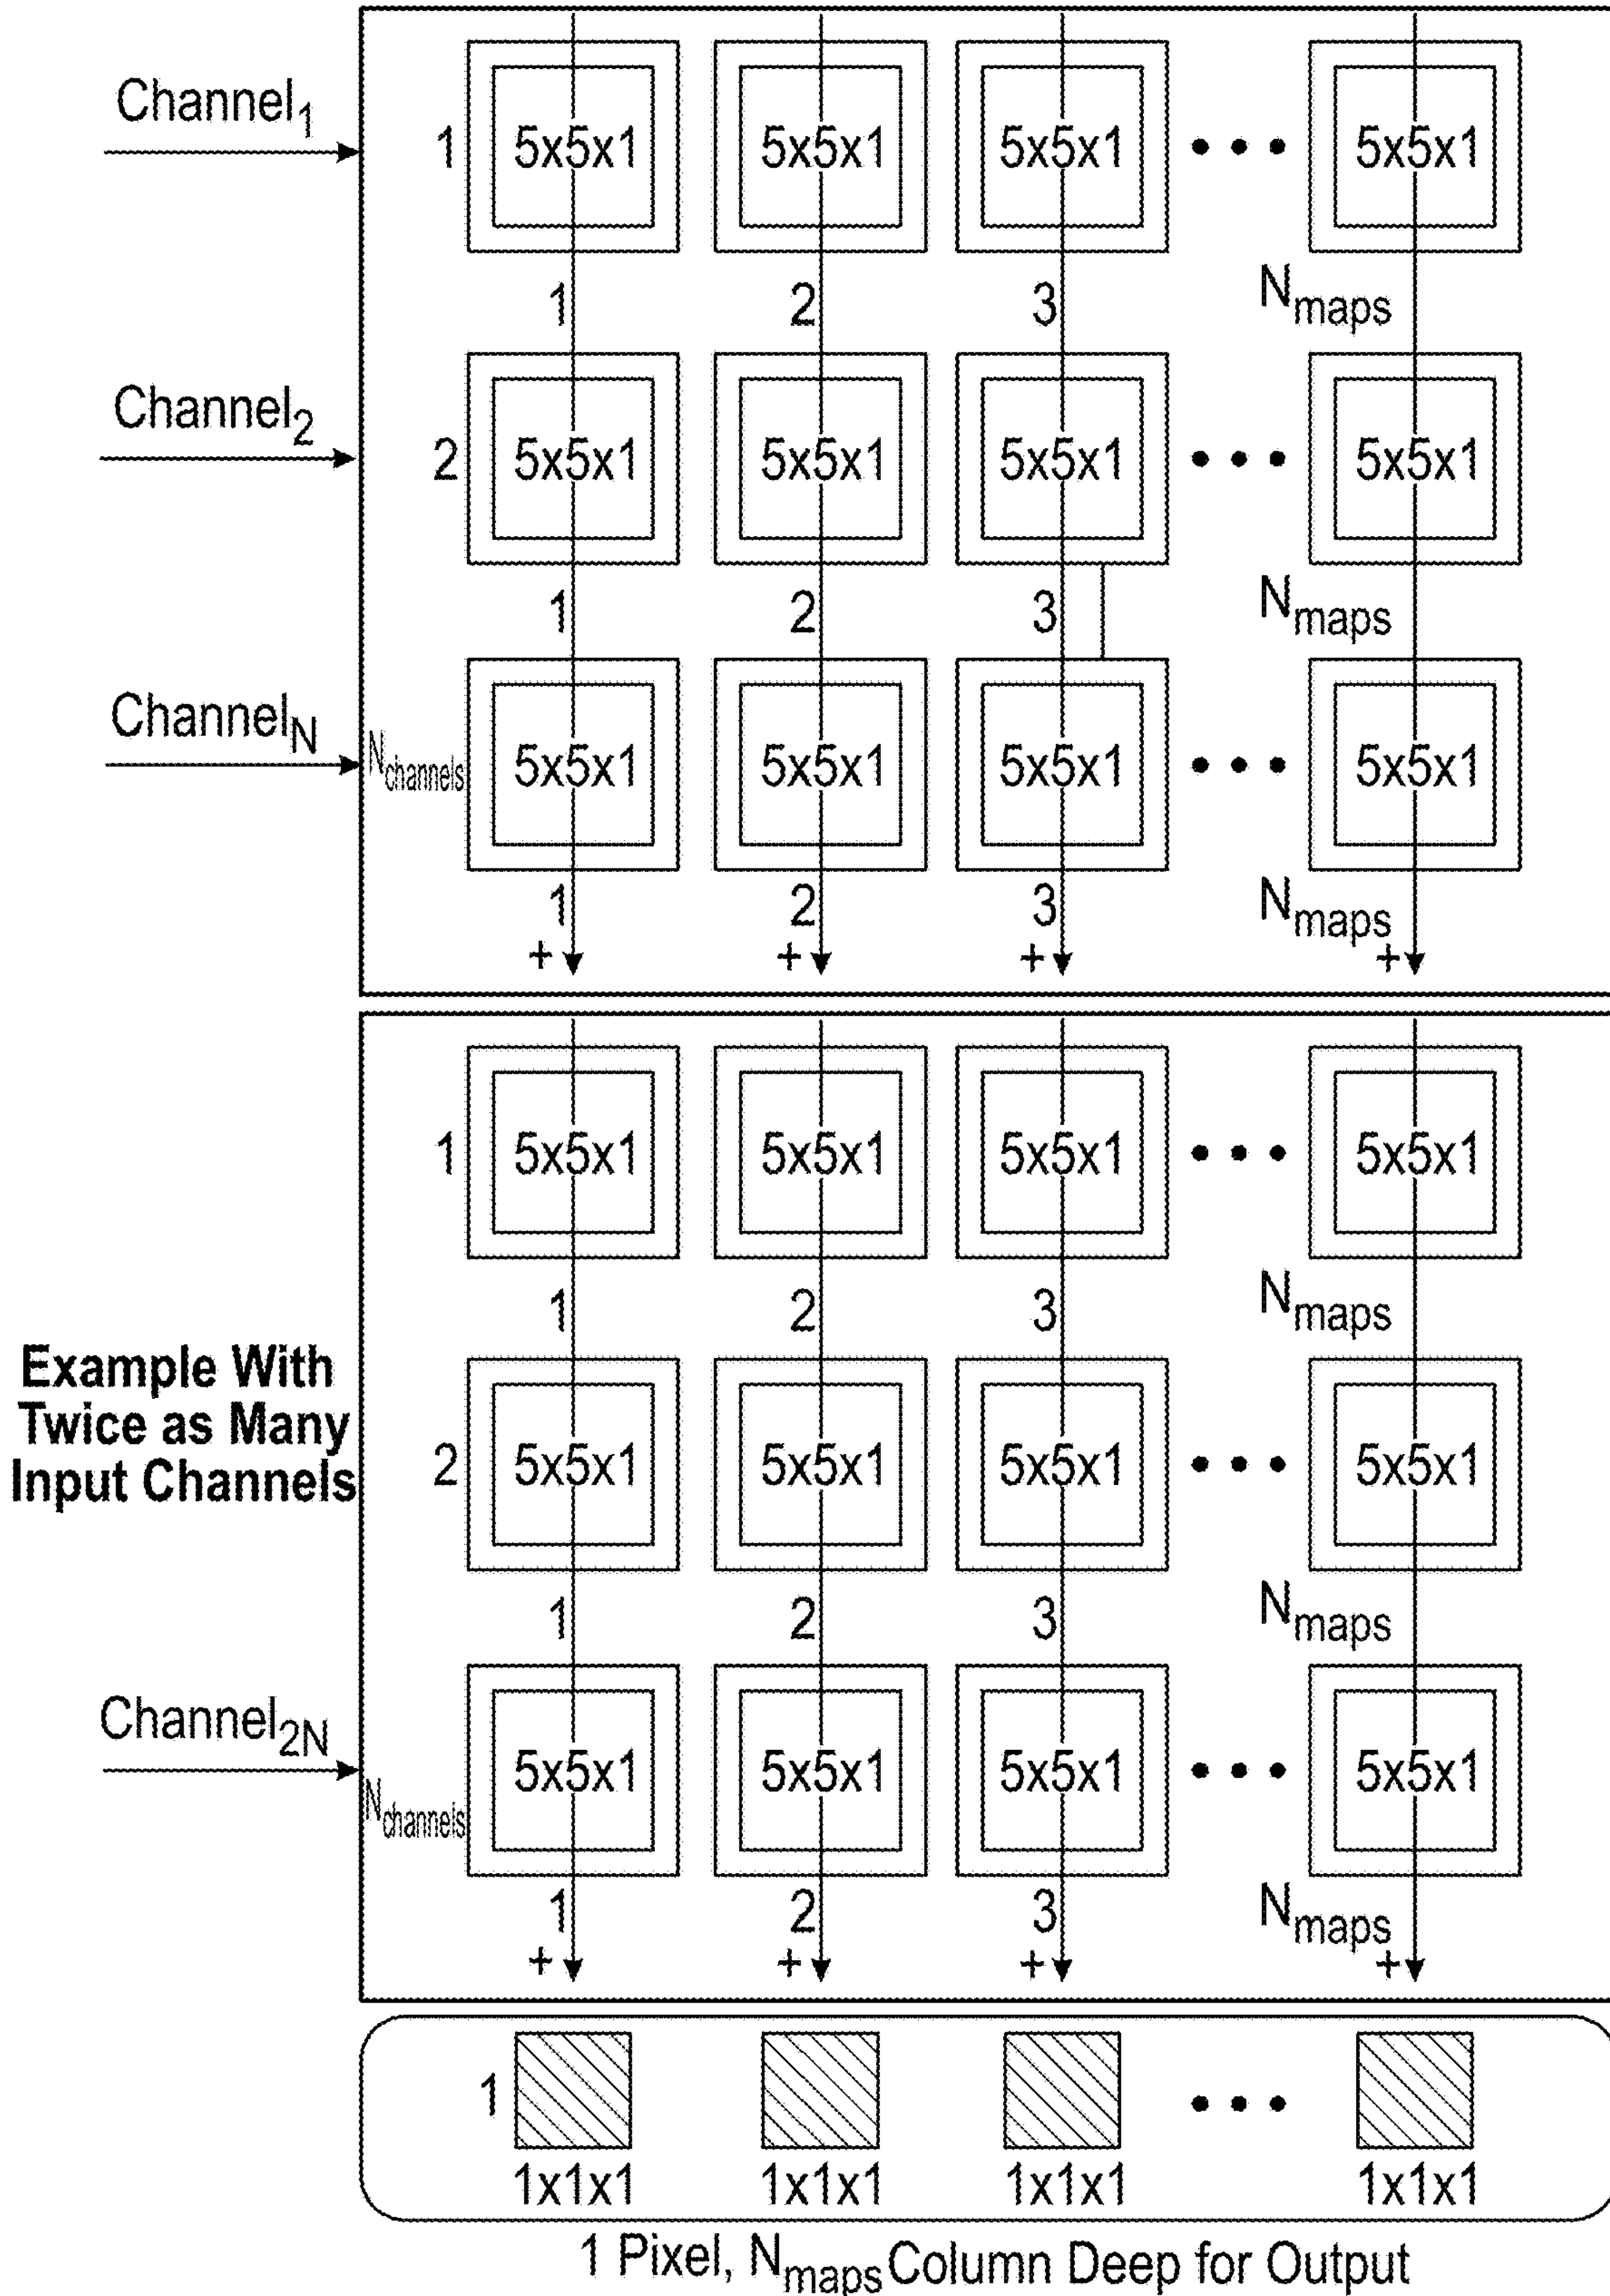 Channel1
1 5x5x1 5x5x1 5x5x1 • • • 5x5x1
1 2 3 Nmaps
Channel2
2 5x5x1 5x5x1 5x5x1 • • • 5x5x1
1 2 3 Nmaps
ChannelN
Nchannels 5x5x1 5x5x1 5x5x1 • • • 5x5x1
1 2 3 Nmaps
+ + + +
1 5x5x1 5x5x1 5x5x1 • • • 5x5x1
1 2 3 Nmaps
Example With
Twice as Many
Input Channels
2 5x5x1 5x5x1 5x5x1 • • • 5x5x1
1 2 3 Nmaps
Channel2N
Nchannels 5x5x1 5x5x1 5x5x1 • • • 5x5x1
1 2 3 Nmaps
+ + + +
1 • • •
1x1x1 1x1x1 1x1x1 1x1x1
1 Pixel, Nmaps Column Deep for Output